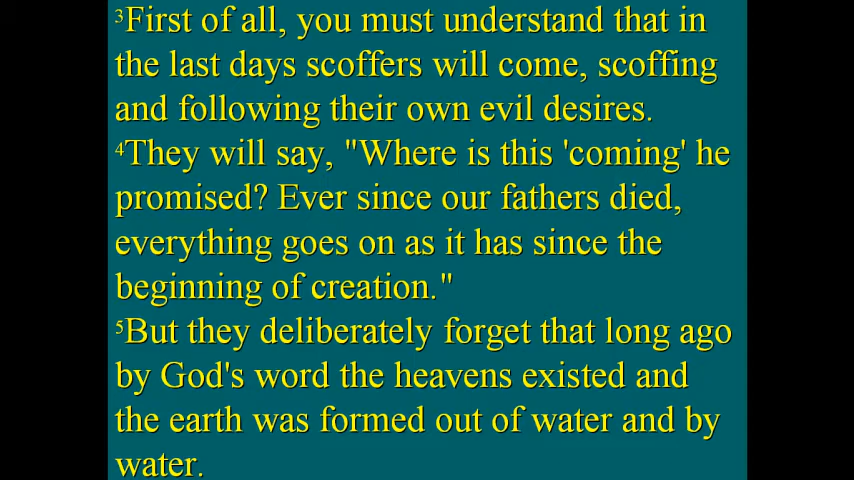 ³First of all, you must understand that in
the last days scoffers will come, scoffing
and following their own evil desires.
⁴They will say, "Where is this 'coming' he
promised? Ever since our fathers died,
everything goes on as it has since the
beginning of creation."
⁵But they deliberately forget that long ago
by God's word the heavens existed and
the earth was formed out of water and by
water.